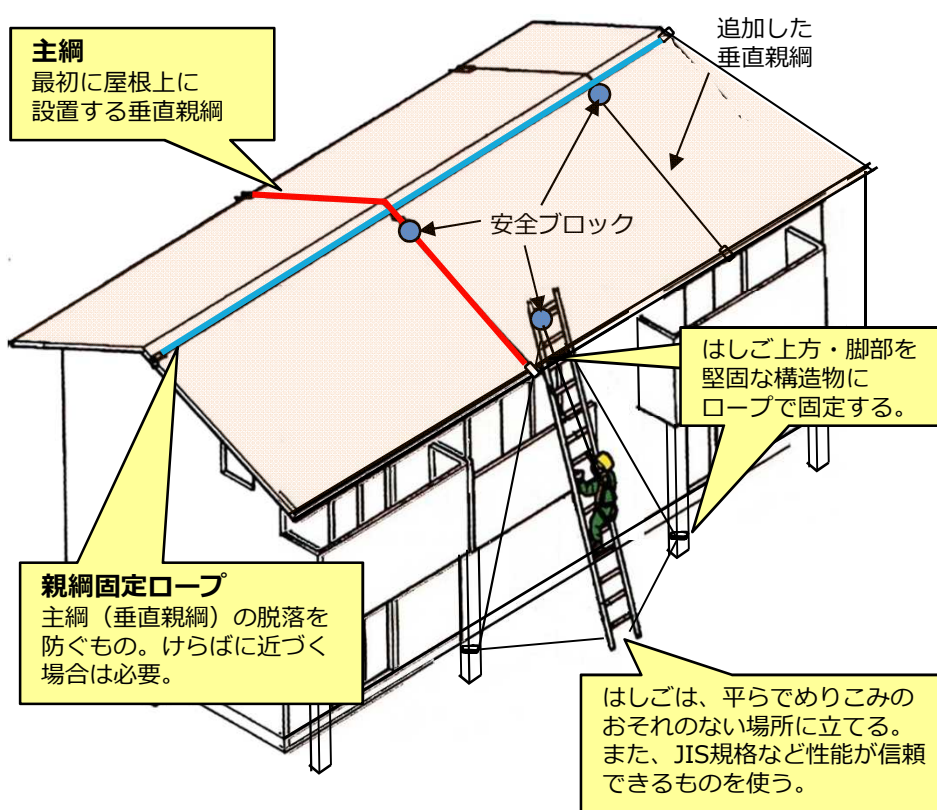 主綱
最初に屋根上に
設置する垂直親綱
追加した
垂直親綱
安全ブロック
はしご上方・脚部を
堅固な構造物に
ロープで固定する。
親綱固定ロープ
主綱（垂直親綱）の脱落を
防ぐもの。けらばに近づく
場合は必要。
はしごは、平らでめりこみの
おそれのない場所に立てる。
また、JIS規格など性能が信頼
できるものを使う。